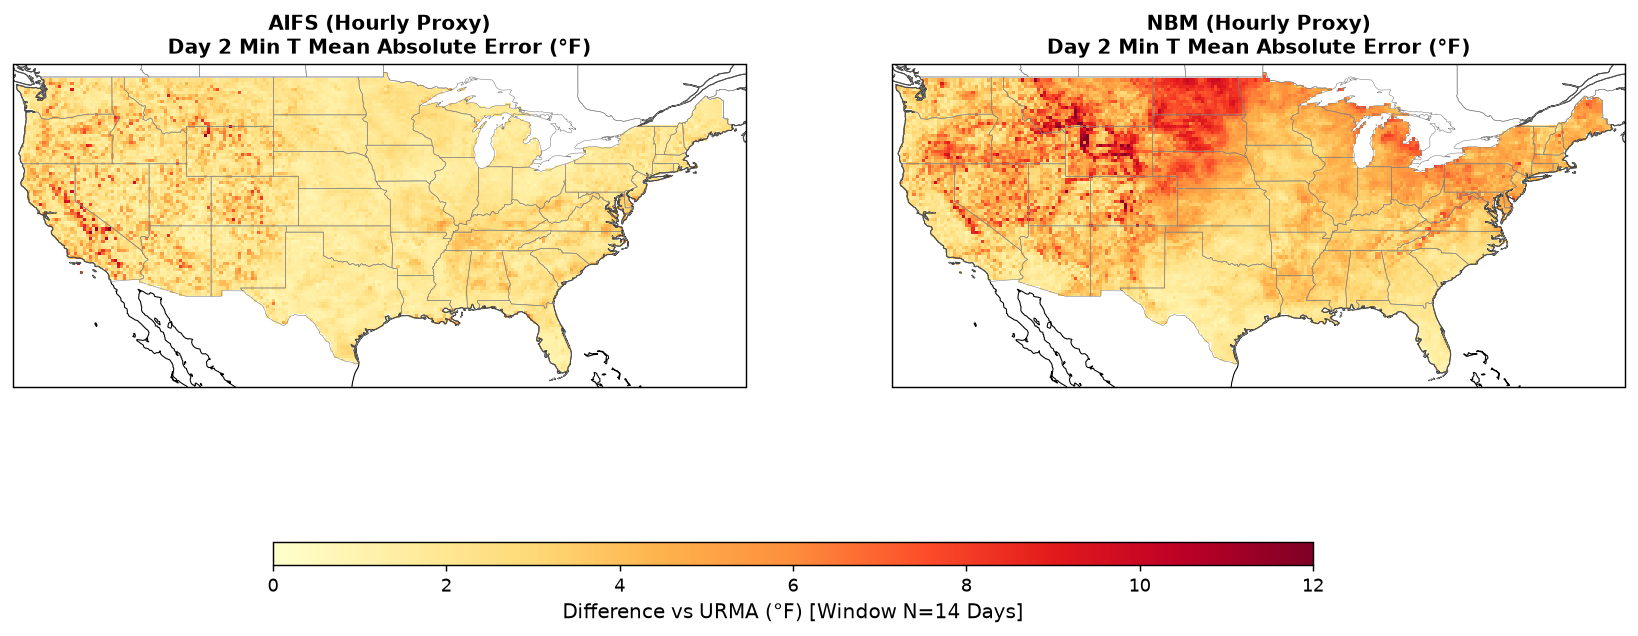 AIFS (Hourly Proxy)
Day 2 Min T Mean Absolute Error (°F)
NBM (Hourly Proxy)
Day 2 Min T Mean Absolute Error (°F)
0 2 4 6 8 10 12
Difference vs URMA (°F) [Window N=14 Days]